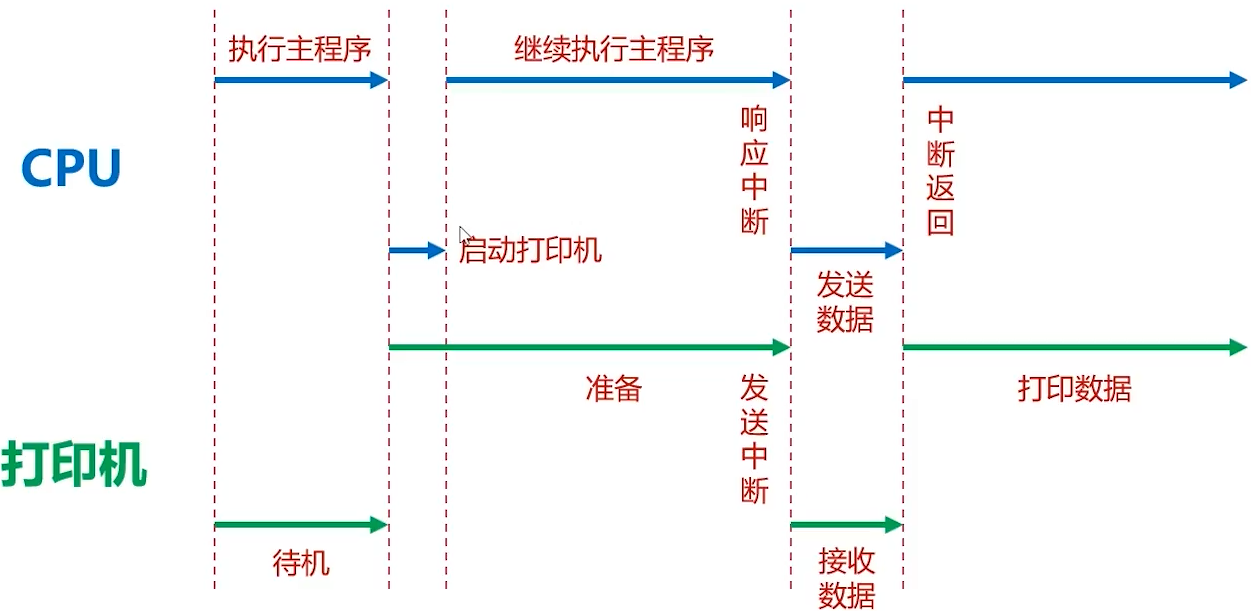 执行主程序
继续执行主程序
响
应
中
断
中
断
返
回
CPU
启动打印机
发送
数据
准备
发
送
中
断
打印数据
打印机
待机
接收
数据